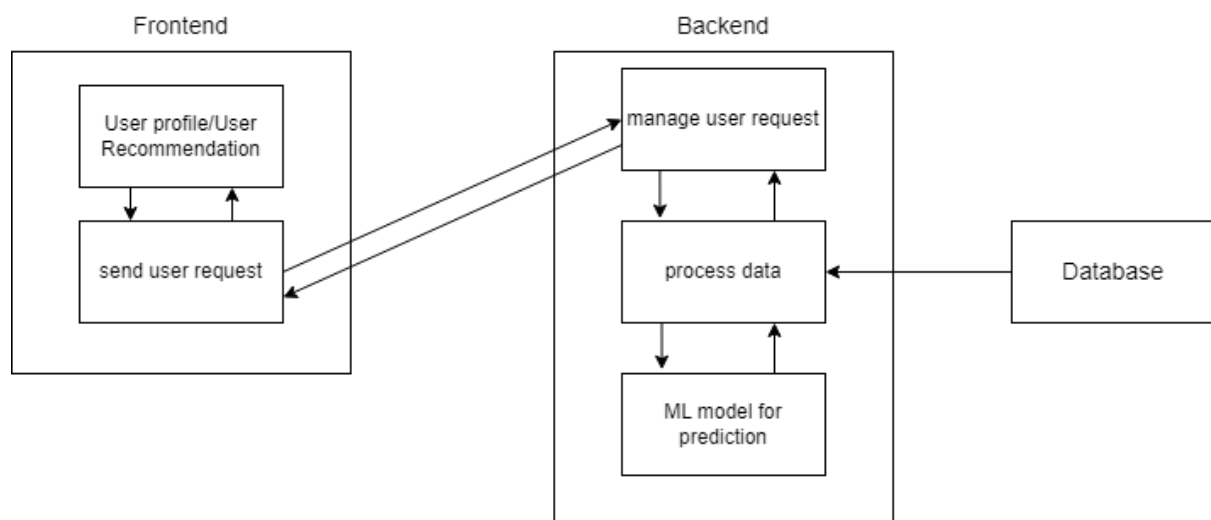 Frontend
Backend
User profile/User
Recommendation
send user request
manage user request
process data
ML model for
prediction
Database